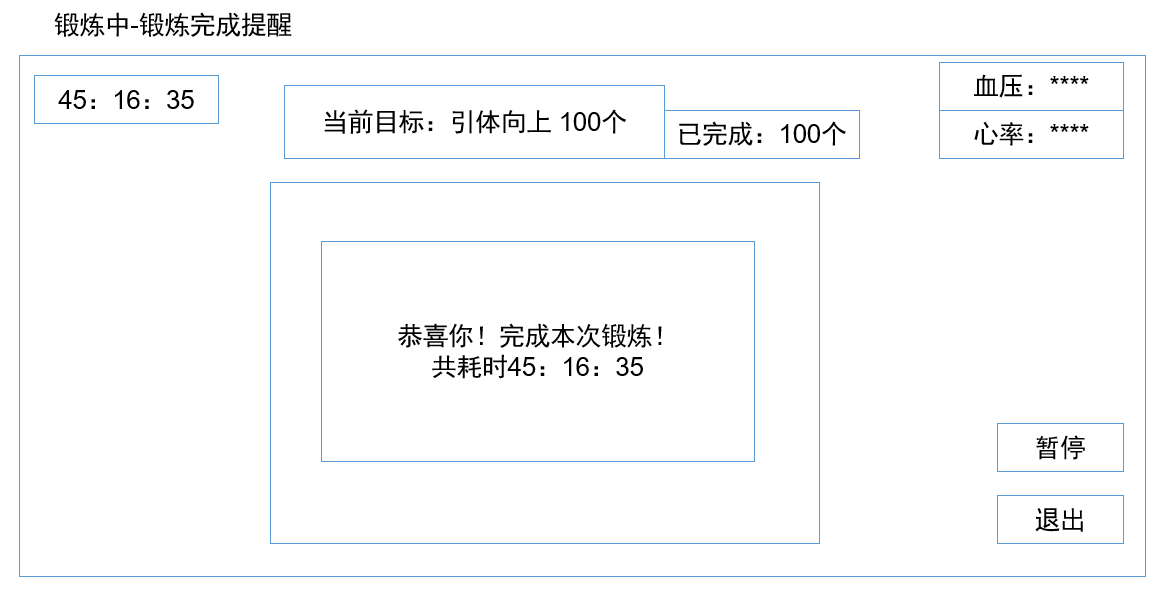 锻炼中-锻炼完成提醒
45：16：35
当前目标：引体向上 100个
已完成：100个
血压：****
心率：****
恭喜你！完成本次锻炼！
共耗时45：16：35
暂停
退出